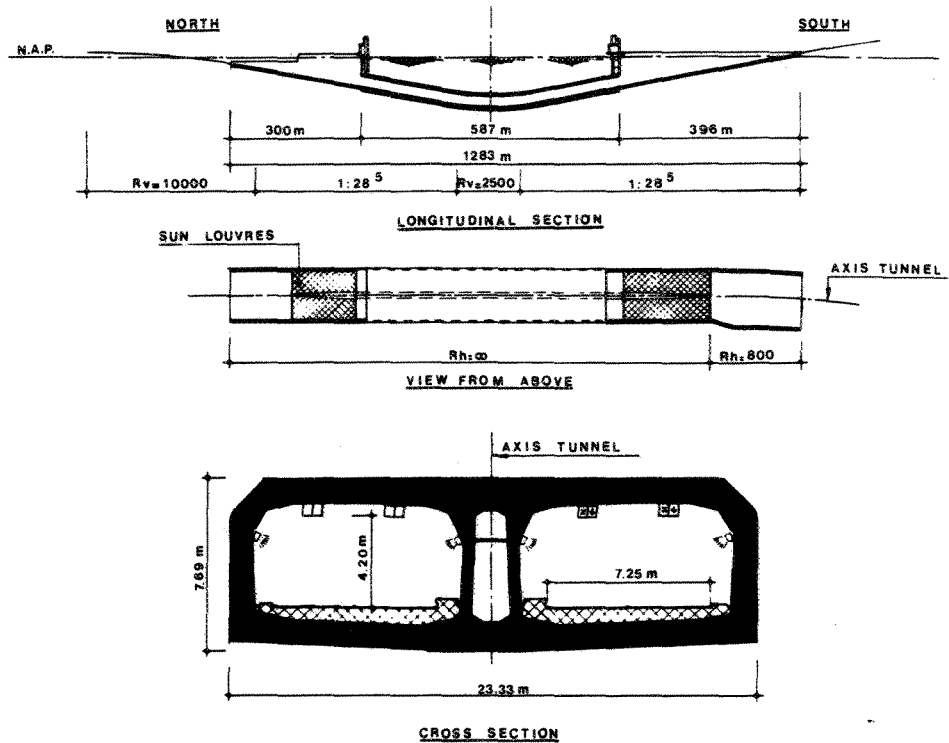 NORTH
SOUTH
N.A.P.
300 m
587 m
396 m
1283 m
Rv=10000
1:28 5
Rv=2500
1:28 5
LONGITUDINAL SECTION
SUN LOUVRES
AXIS TUNNEL
Rh=∞
Rh=800
VIEW FROM ABOVE
AXIS TUNNEL
7.89 m
4.20 m
7.25 m
23.33 m
CROSS SECTION